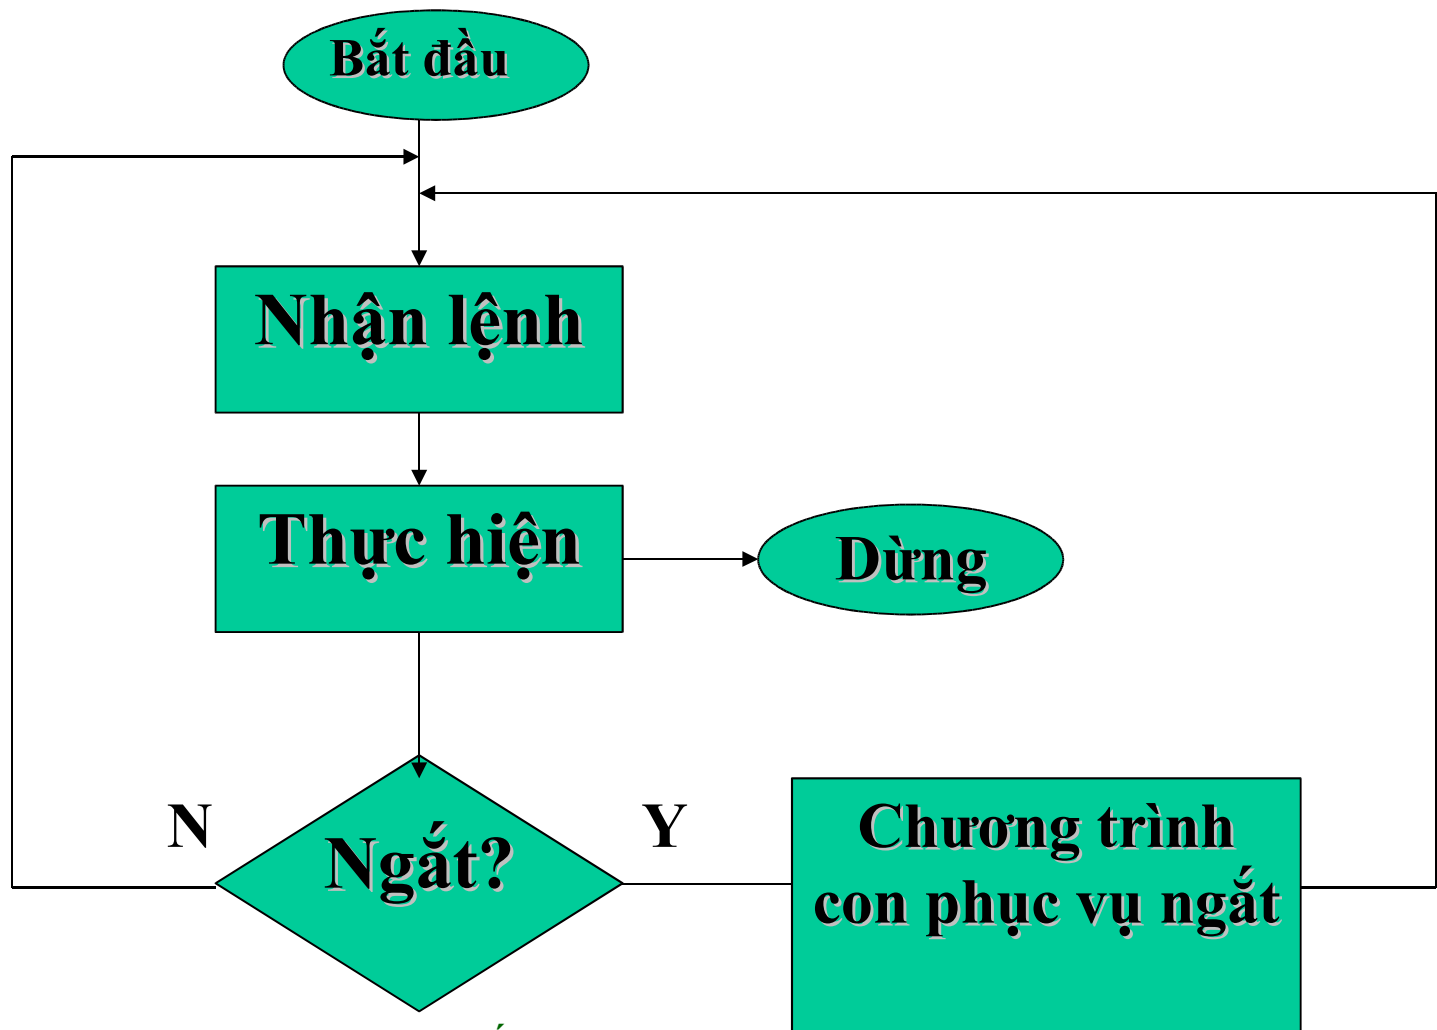 Bắt đầu
Nhận lệnh
Thực hiện
Dừng
N
Ngắt?
Y
Chương trình
con phục vụ ngắt